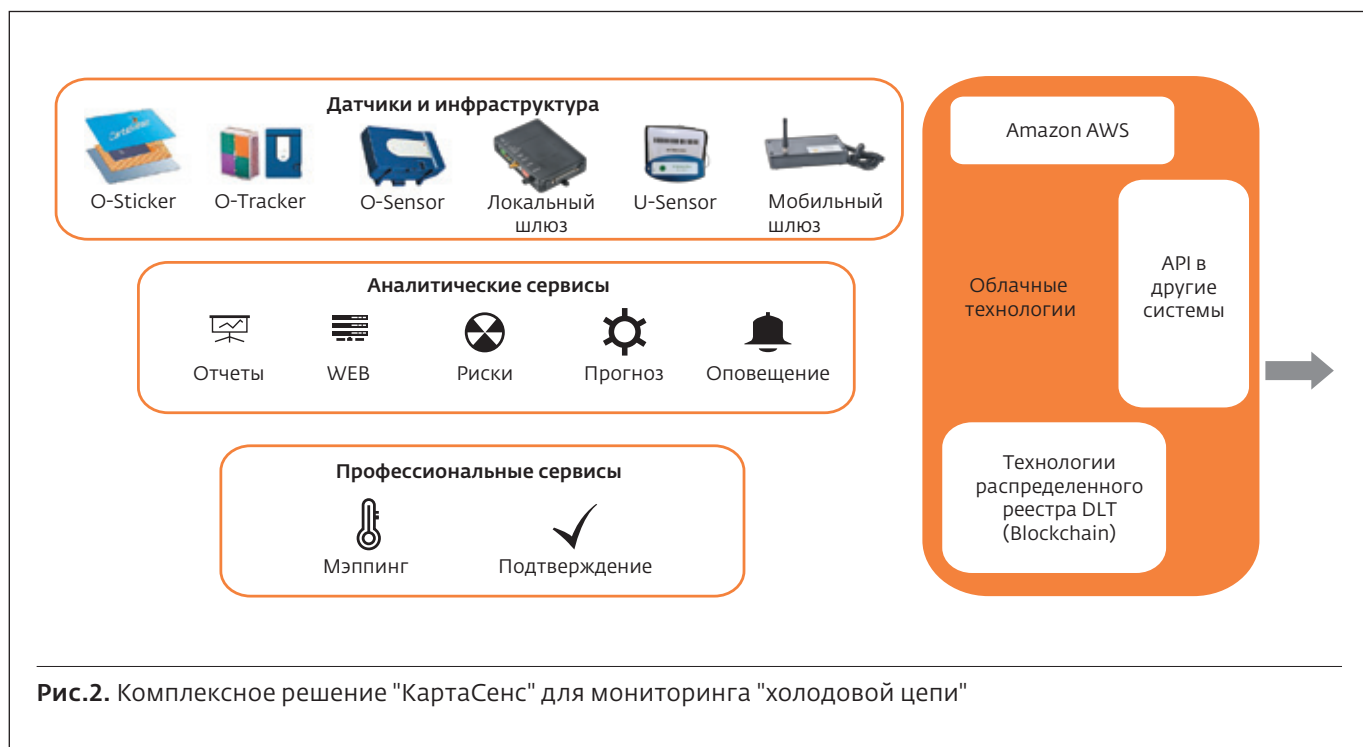 Датчики и инфраструктура
O-Sticker
O-Tracker
O-Sensor
Локальный
шлюз
U-Sensor
Мобильный
шлюз
Аналитические сервисы
Отчеты
WEB
Риски
Прогноз
Оповещение
Профессиональные сервисы
Мэппинг
Подтверждение
Amazon AWS
Облачные
технологии
API в
другие
системы
Технологии
распределенного
реестра DLT
(Blockchain)
Рис.2. Комплексное решение "КартаСенс" для мониторинга "холодовой цепи"